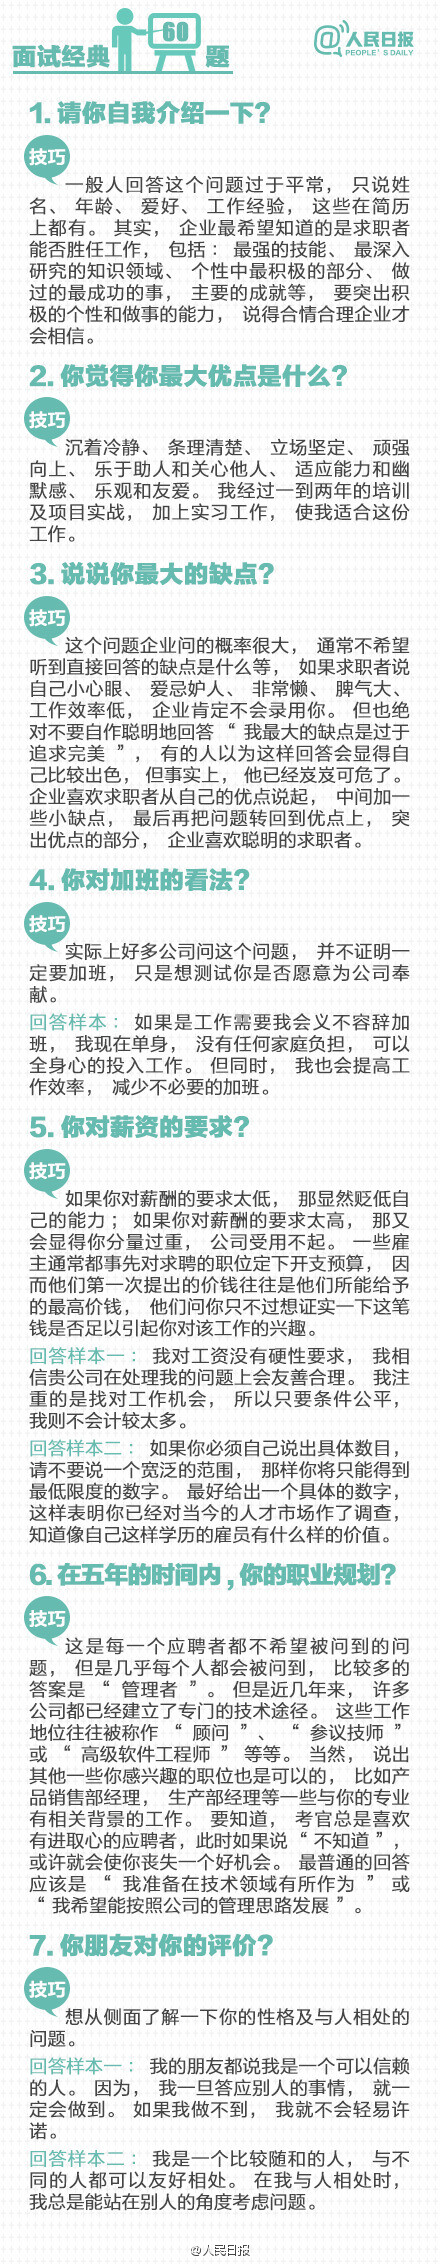 面试经典 60 题
@人民日报
PEOPLE'S DAILY
1. 请你自我介绍一下?
技巧
一般人回答这个问题过于平常， 只说姓
名、 年龄、 爱好、 工作经验， 这些在简历
上都有。 其实， 企业最希望知道的是求职者
能否胜任工作， 包括： 最强的技能、 最深入
研究的知识领域、 个性中最积极的部分、 做
过的最成功的事， 主要的成就等， 要突出积
极的个性和做事的能力， 说得合情合理企业才
会相信。
2. 你觉得你最大优点是什么?
技巧
沉着冷静、 条理清楚、 立场坚定、 顽强
向上、 乐于助人和关心他人、 适应能力和幽
默感、 乐观和友爱。 我经过一到两年的培训
及项目实战， 加上实习工作， 使我适合这份
工作。
3. 说说你最大的缺点?
技巧
这个问题企业问的概率很大， 通常不希望
听到直接回答的缺点是什么等， 如果求职者说
自己小心眼、 爱忌妒人、 非常懒、 脾气大、
工作效率低， 企业肯定不会录用你。 但也绝
对不要自作聪明地回答 “ 我最大的缺点是过于
追求完美 ”， 有的人以为这样回答会显得自
己比较出色， 但事实上， 他已经岌岌可危了。
企业喜欢求职者从自己的优点说起， 中间加一
些小缺点， 最后再把问题转回到优点上， 突
出优点的部分， 企业喜欢聪明的求职者。
4. 你对加班的看法?
技巧
实际上好多公司问这个问题， 并不证明一
定要加班， 只是想测试你是否愿意为公司奉
献。
回答样本： 如果是工作需要我会义不容辞加
班， 我现在单身， 没有任何家庭负担， 可以
全身心的投入工作。 但同时， 我也会提高工
作效率， 减少不必要的加班。
5. 你对薪资的要求?
技巧
如果你对薪酬的要求太低， 那显然贬低自
己的能力； 如果你对薪酬的要求太高， 那又
会显得你分量过重， 公司受用不起。 一些雇
主通常都事先对求聘的职位定下开支预算， 因
而他们第一次提出的价钱往往是他们所能给予
的最高价钱， 他们问你只不过想证实一下这笔
钱是否足以引起你对该工作的兴趣。
回答样本一： 我对工资没有硬性要求， 我相
信贵公司在处理我的问题上会友善合理。 我注
重的是找对工作机会， 所以只要条件公平，
我则不会计较太多。
回答样本二： 如果你必须自己说出具体数目，
请不要说一个宽泛的范围， 那样你将只能得到
最低限度的数字。 最好给出一个具体的数字，
这样表明你已经对当今的人才市场作了调查，
知道像自己这样学历的雇员有什么样的价值。
6. 在五年的时间内 , 你的职业规划?
技巧
这是每一个应聘者都不希望被问到的问
题， 但是几乎每个人都会被问到， 比较多的
答案是 “ 管理者 ”。 但是近几年来， 许多
公司都已经建立了专门的技术途径。 这些工作
地位往往被称作 “ 顾问 ”、 “ 参议技师 ”
或 “ 高级软件工程师 ” 等等。 当然， 说出
其他一些你感兴趣的职位也是可以的， 比如产
品销售部经理， 生产部经理等一些与你的专业
有相关背景的工作。 要知道， 考官总是喜欢
有进取心的应聘者，此时如果说 “ 不知道 ”，
或许就会使你丧失一个好机会。 最普通的回答
应该是 “ 我准备在技术领域有所作为 ” 或
“ 我希望能按照公司的管理思路发展 ”。
7. 你朋友对你的评价?
技巧
想从侧面了解一下你的性格及与人相处的
问题。
回答样本一： 我的朋友都说我是一个可以信赖
的人。 因为， 我一旦答应别人的事情， 就一
定会做到。 如果我做不到， 我就不会轻易许
诺。
回答样本二： 我是一个比较随和的人， 与不
同的人都可以友好相处。 在我与人相处时，
我总是能站在别人的角度考虑问题。
@人民日报